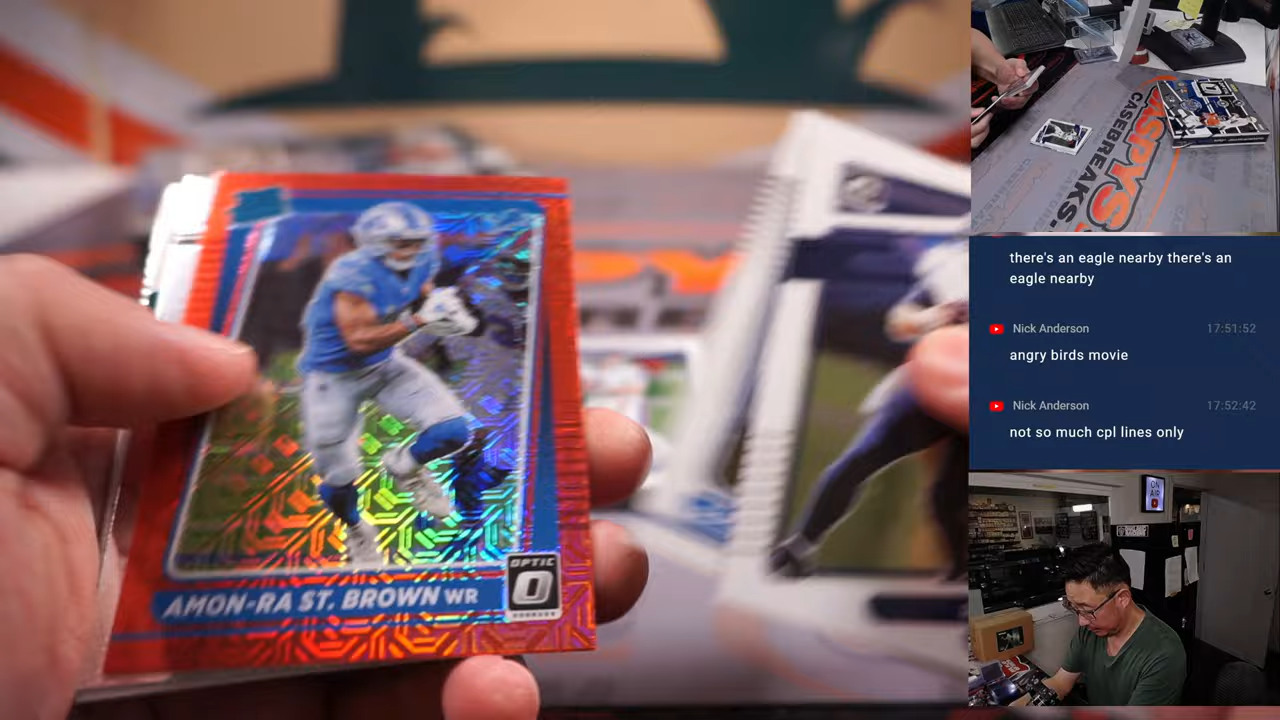 AMON-RA ST. BROWN WR
OPTIC
JASPYS
CASEBREAKS.
there's an eagle nearby there's an
eagle nearby
Nick Anderson 17:51:52
angry birds movie
Nick Anderson 17:52:42
not so much cpl lines only
ON
AIR